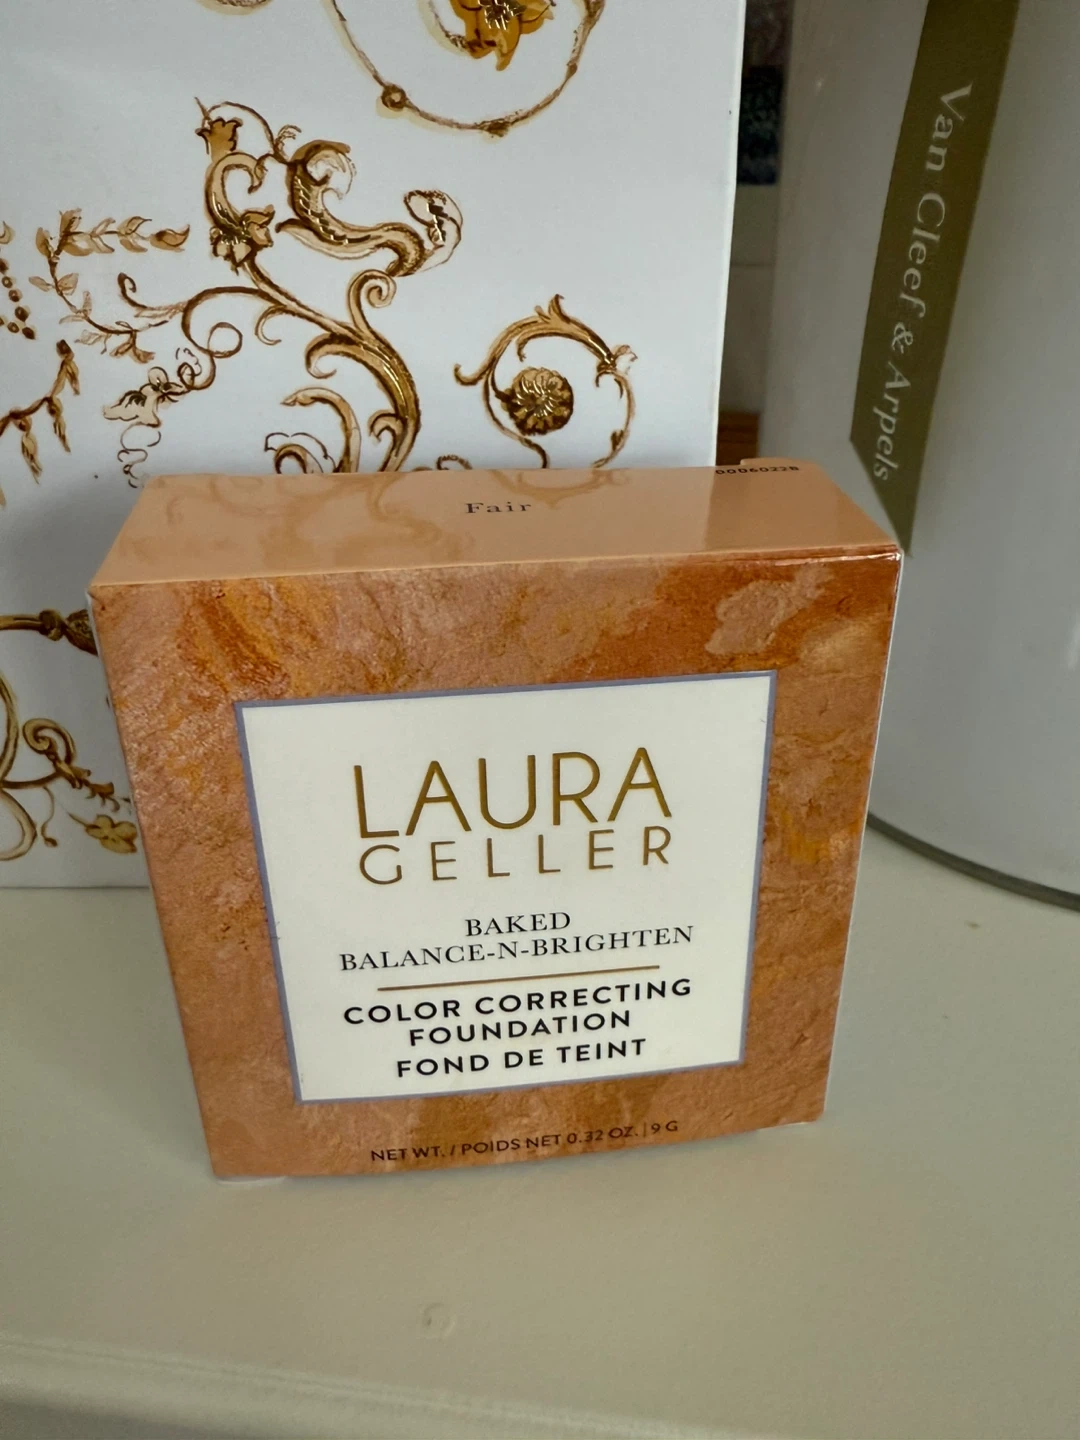 Van Cleef & Arpels
00060228
Fair
LAURA
GELLER
BAKED
BALANCE-N-BRIGHTEN
COLOR CORRECTING
FOUNDATION
FOND DE TEINT
NET WT. / POIDS NET 0.32 OZ. | 9 G